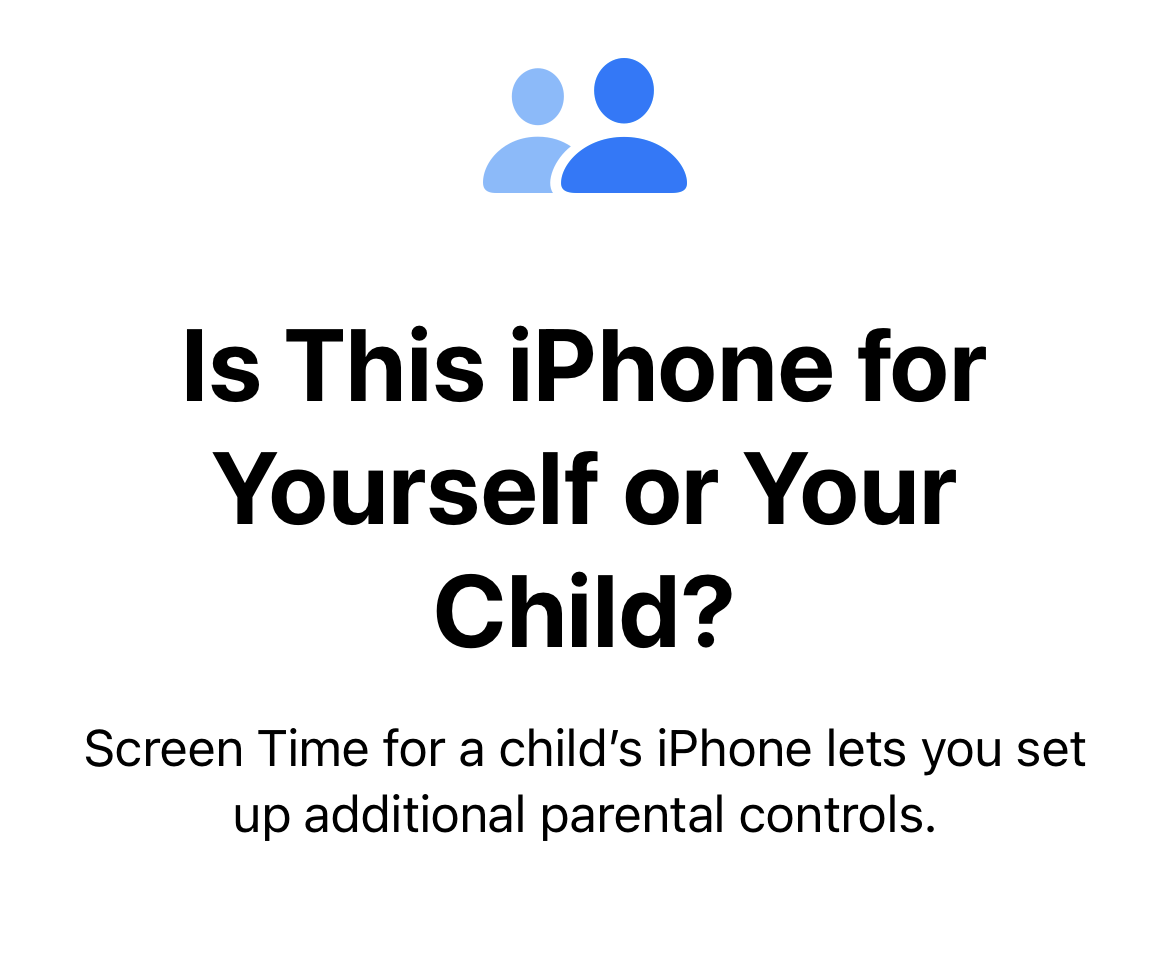 Is This iPhone for
Yourself or Your
Child?
Screen Time for a child’s iPhone lets you set
up additional parental controls.